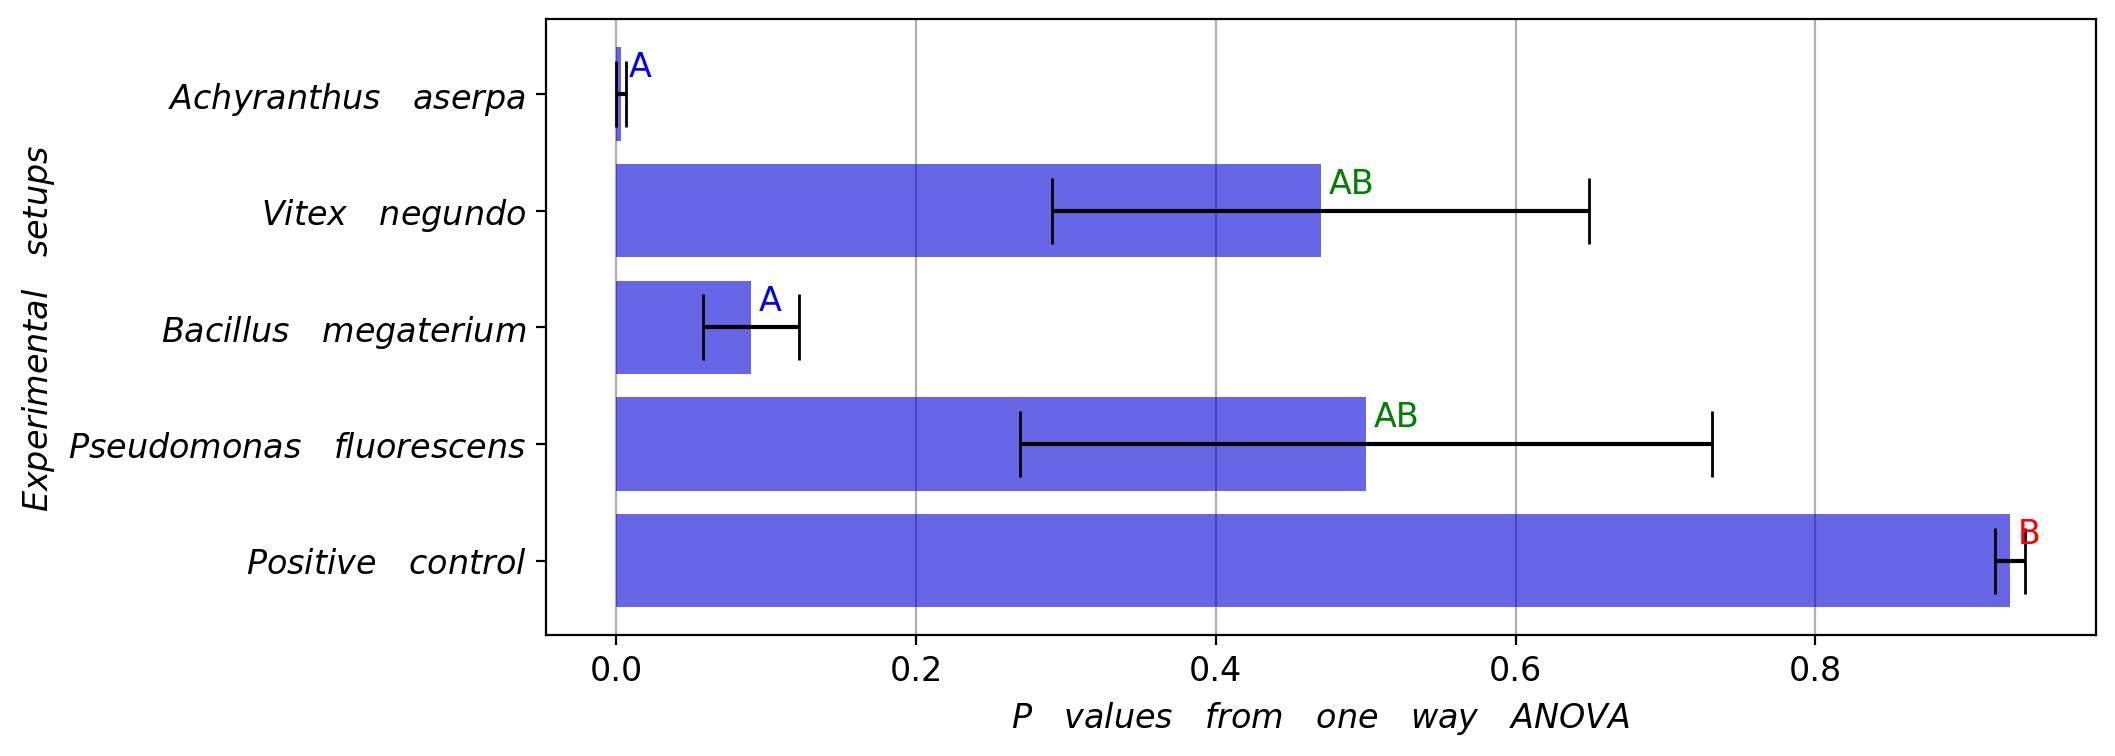 Experimental setups
Achyranthus aserpa
A
Vitex negundo
AB
Bacillus megaterium
A
Pseudomonas fluorescens
AB
Positive control
B
0.0 0.2 0.4 0.6 0.8
P values from one way ANOVA